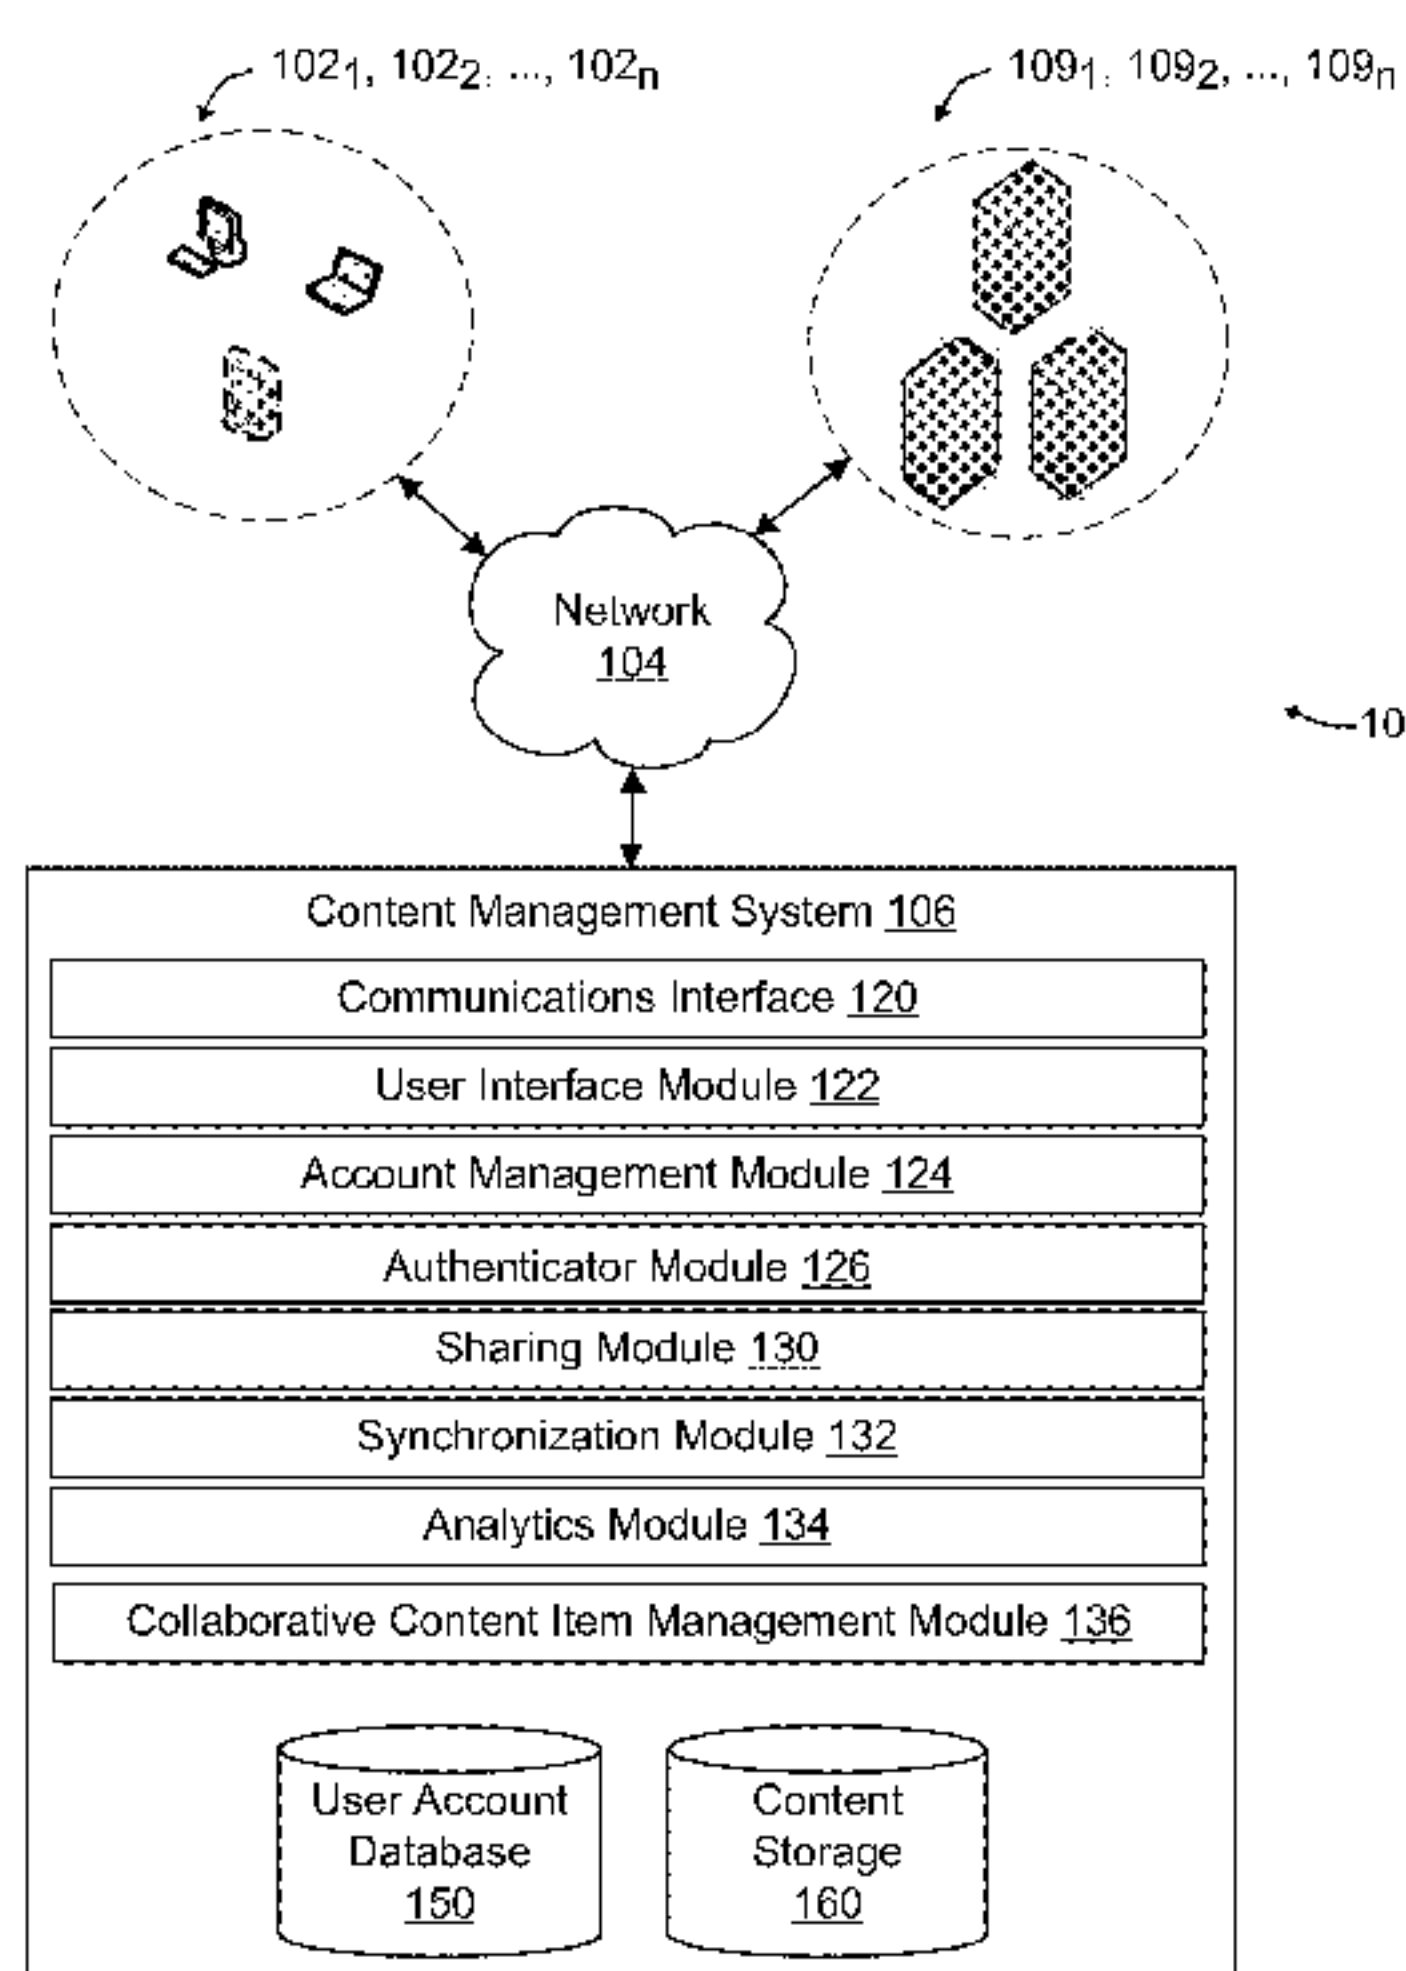 102₁, 102₂, ..., 102ₙ
109₁, 109₂, ..., 109ₙ
Network
104
10
Content Management System 106
Communications Interface 120
User Interface Module 122
Account Management Module 124
Authenticator Module 126
Sharing Module 130
Synchronization Module 132
Analytics Module 134
Collaborative Content Item Management Module 136
User Account
Database
150
Content
Storage
160